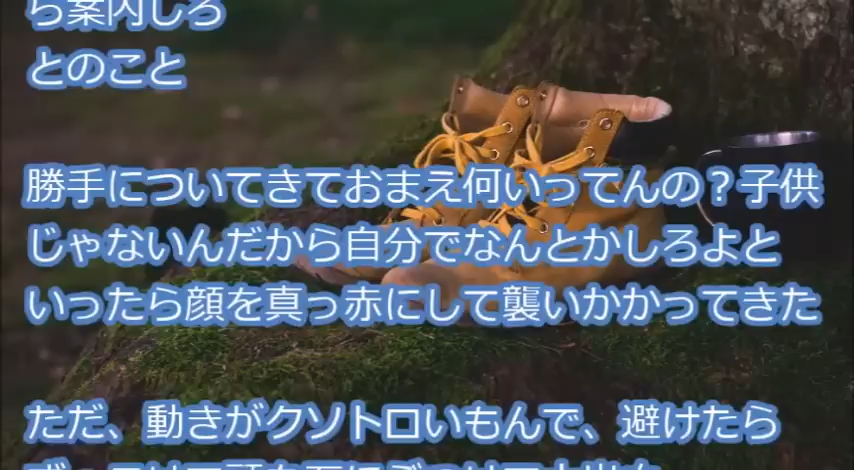 ら案内しろ
とのこと
勝手についてきておまえ何いってんの？子供
じゃないんだから自分でなんとかしろよと
いったら顔を真っ赤にして襲いかかってきた
ただ、動きがクソトロいもんで、避けたら